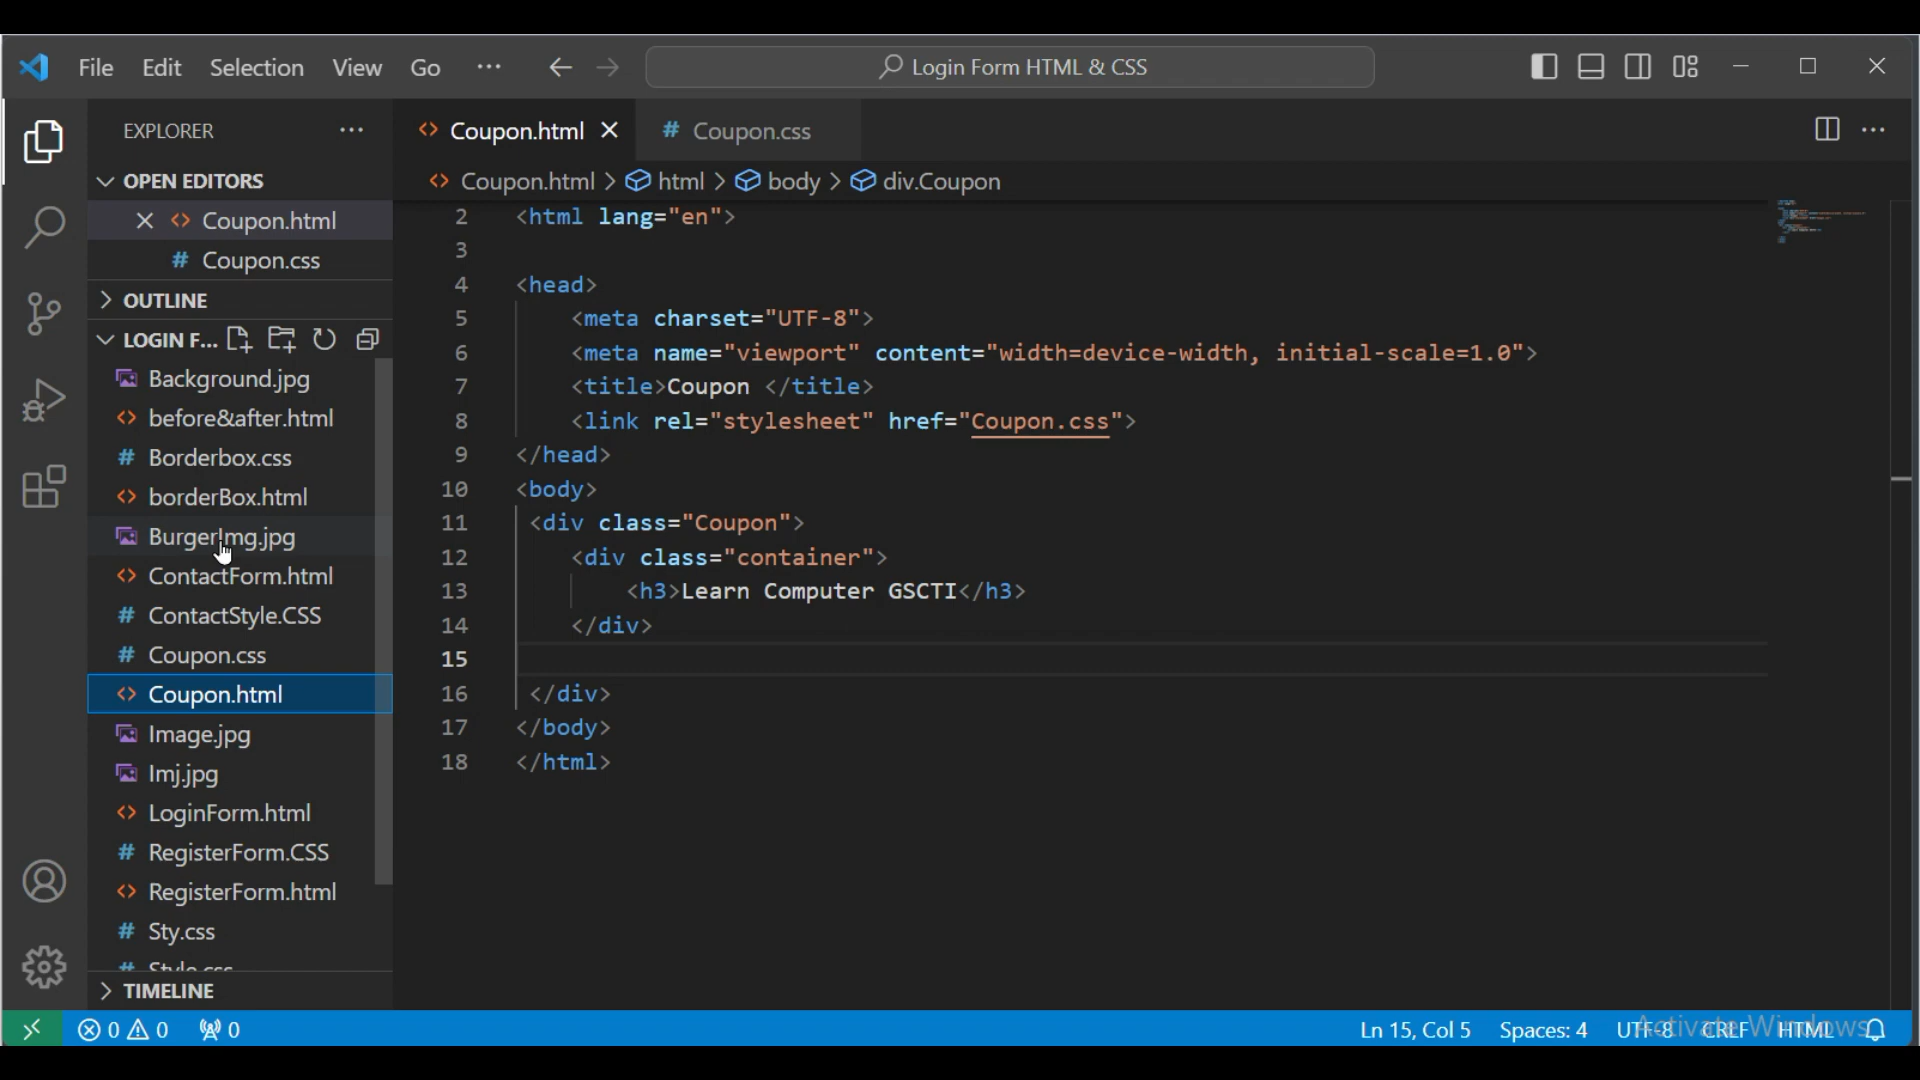 File Edit Selection View Go ··· Login Form HTML & CSS
EXPLORER ···
OPEN EDITORS
Coupon.html
# Coupon.css
OUTLINE
LOGIN F...
Background.jpg
<> before&after.html
# Borderbox.css
<> borderBox.html
BurgerImg.jpg
<> ContactForm.html
# ContactStyle.CSS
# Coupon.css
<> Coupon.html
Image.jpg
Imj.jpg
<> LoginForm.html
# RegisterForm.CSS
<> RegisterForm.html
# Sty.css
# Style.css
TIMELINE
<> Coupon.html # Coupon.css
<> Coupon.html > html > body > div.Coupon
2 <html lang="en">
3
4 <head>
5 <meta charset="UTF-8">
6 <meta name="viewport" content="width=device-width, initial-scale=1.0">
7 <title>Coupon </title>
8 <link rel="stylesheet" href="Coupon.css">
9 </head>
10 <body>
11 <div class="Coupon">
12 <div class="container">
13 <h3>Learn Computer GSCTI</h3>
14 </div>
15
16 </div>
17 </body>
18 </html>
0 0 0 Ln 15, Col 5 Spaces: 4 UTF-8 CRLF HTML
Activate Windows